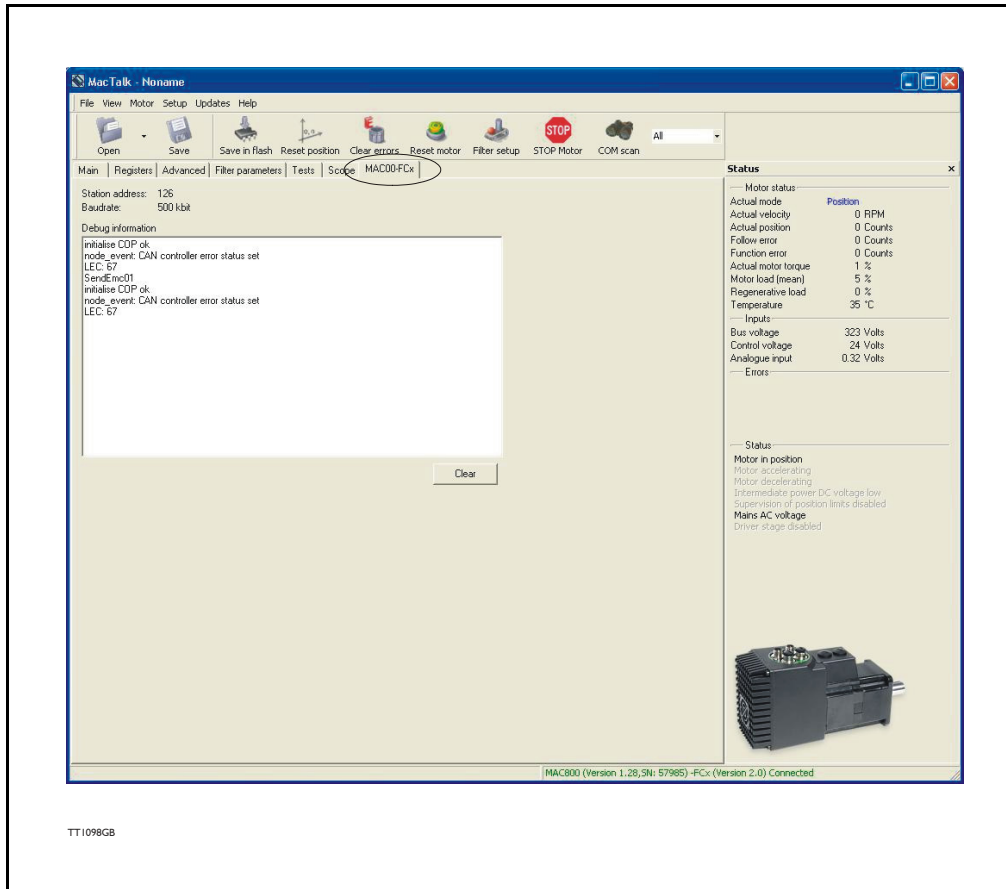 MacTalk - Noname
File View Motor Setup Updates Help
Open Save Save in flash Reset position Clear errors Reset motor Filter setup STOP Motor COM scan All
STOP
Main Registers Advanced Filter parameters Tests Scope MAC00-FCx
Station address: 126
Baudrate: 500 kbit
Debug information
initialise COP ok
node_event: CAN controller error status set
LEC: 67
SendEmc01
initialise COP ok
node_event: CAN controller error status set
LEC: 67
Clear
Status
Motor status
Actual mode Position
Actual velocity 0 RPM
Actual position 0 Counts
Follow error 0 Counts
Function error 0 Counts
Actual motor torque 1 %
Motor load (mean) 5 %
Regenerative load 0 %
Temperature 35 °C
Inputs
Bus voltage 323 Volts
Control voltage 24 Volts
Analogue input 0.32 Volts
Errors
Status
Motor in position
Motor accelerating
Motor decelerating
Intermediate power DC voltage low
Supervision of position limits disabled
Mains AC voltage
Driver stage disabled
MAC800 (Version 1.28,SN: 57985) -FCx (Version 2.0) Connected
TT1098GB